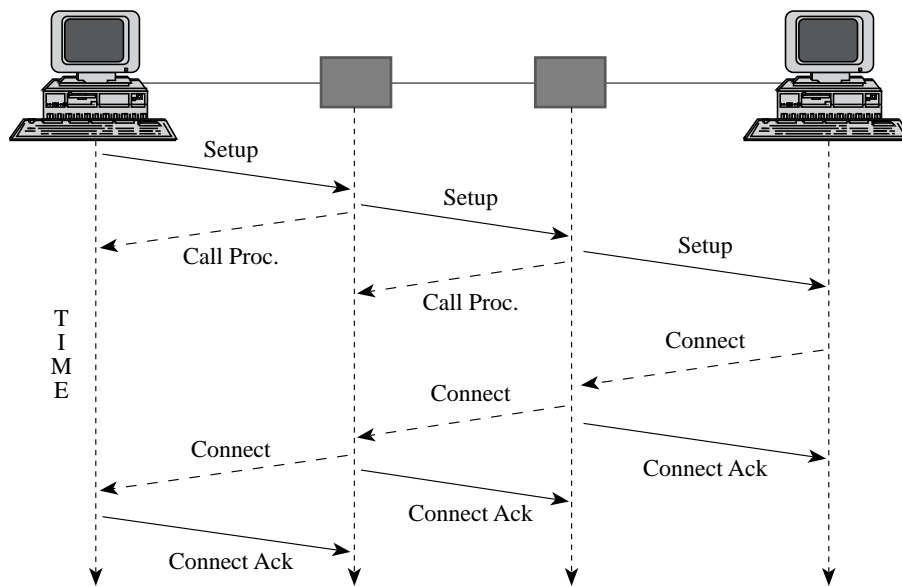 Setup
Setup
Call Proc.
Setup
Call Proc.
T
I
M
E
Connect
Connect
Connect
Connect Ack
Connect Ack
Connect Ack